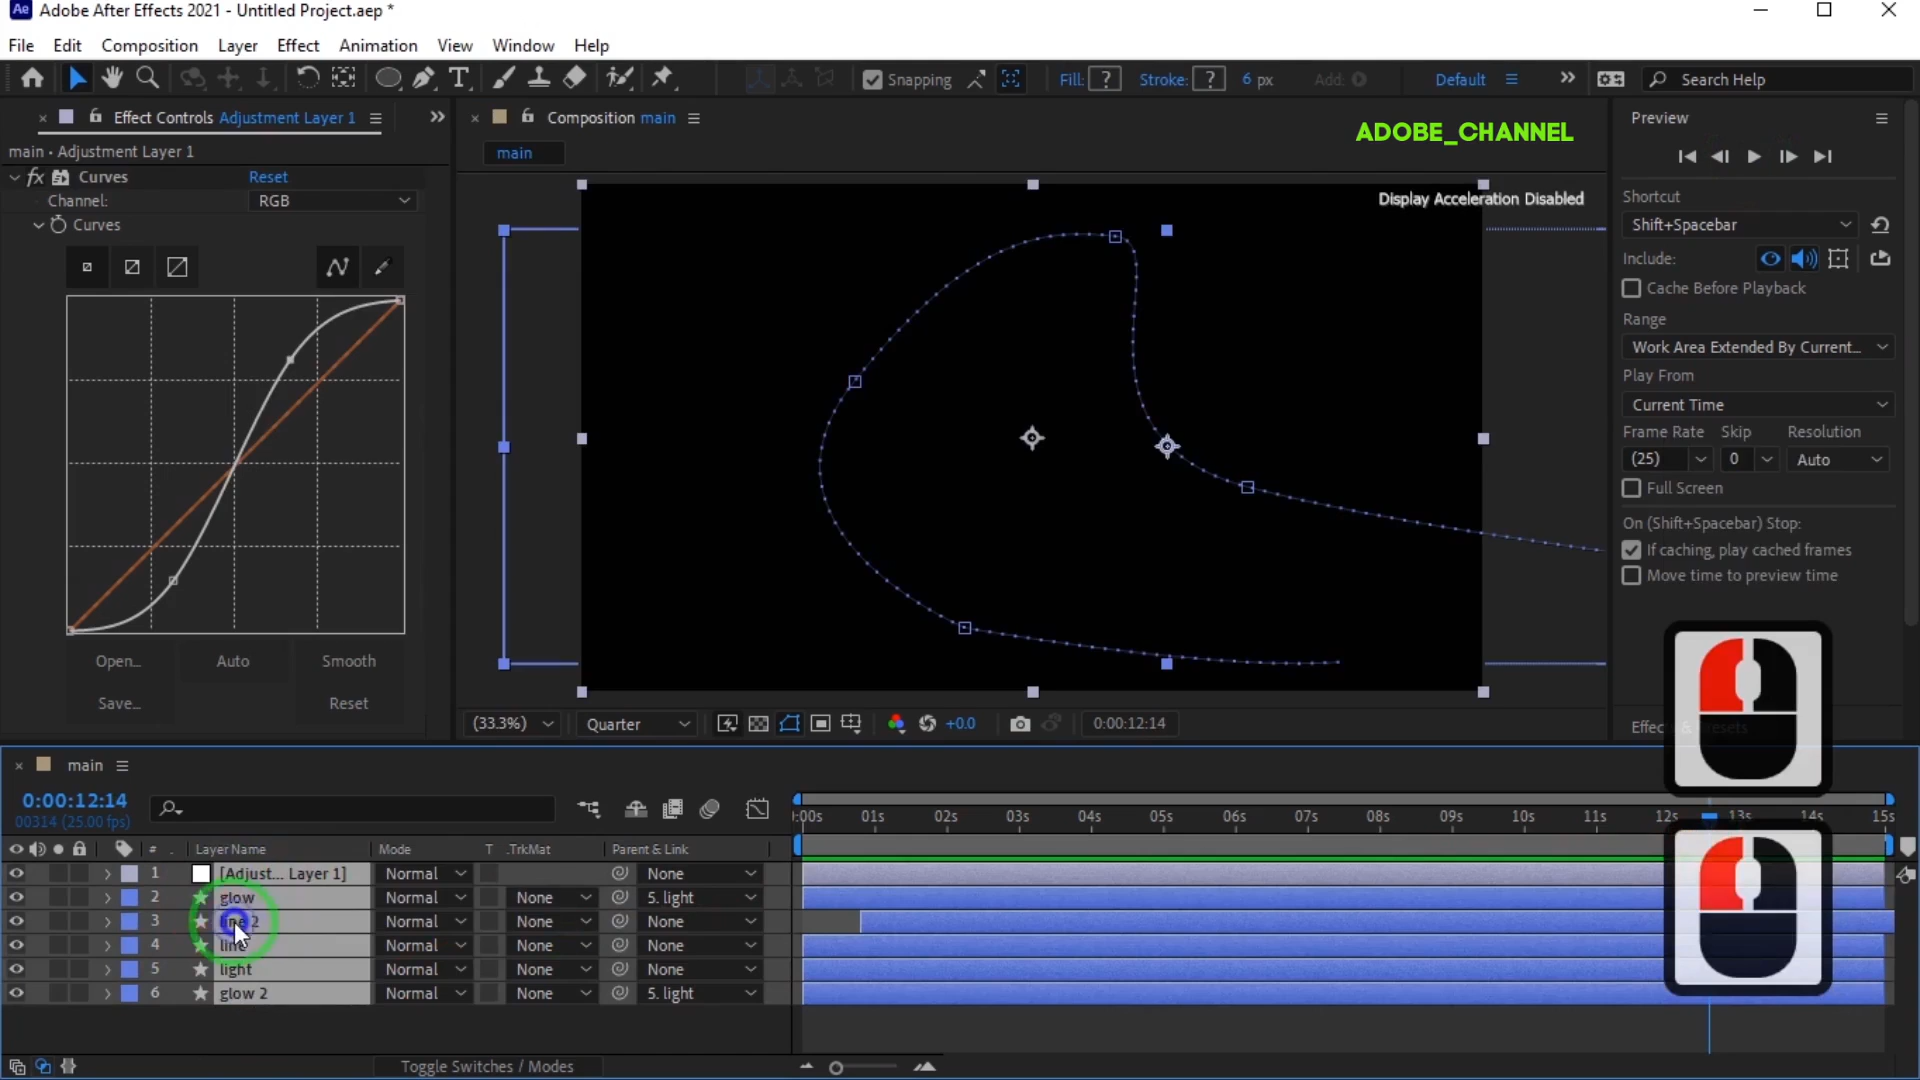 Ae Adobe After Effects 2021 - Untitled Project.aep *
File Edit Composition Layer Effect Animation View Window Help
Snapping Fill: ? Stroke: ? 6 px Add: Default Search Help
Effect Controls Adjustment Layer 1
Composition main
ADOBE_CHANNEL
Preview
main • Adjustment Layer 1
main
fx Curves Reset
Channel: RGB
Curves
Display Acceleration Disabled
Shortcut
Shift+Spacebar
Include:
Cache Before Playback
Range
Work Area Extended By Current...
Play From
Current Time
Frame Rate Skip Resolution
(25) 0 Auto
Full Screen
On (Shift+Spacebar) Stop:
If caching, play cached frames
Move time to preview time
Open... Auto Smooth
Save... Reset
(33.3%) Quarter +0.0 0:00:12:14
main
0:00:12:14
00314 (25.00 fps)
:00s 01s 02s 03s 04s 05s 06s 07s 08s 09s 10s 11s 12s 13s 14s 15s
# Layer Name Mode T .TrkMat Parent & Link
1 [Adjust... Layer 1] Normal None
2 glow Normal None 5. light
3 line 2 Normal None None
4 line Normal None None
5 light Normal None None
6 glow 2 Normal None 5. light
Toggle Switches / Modes